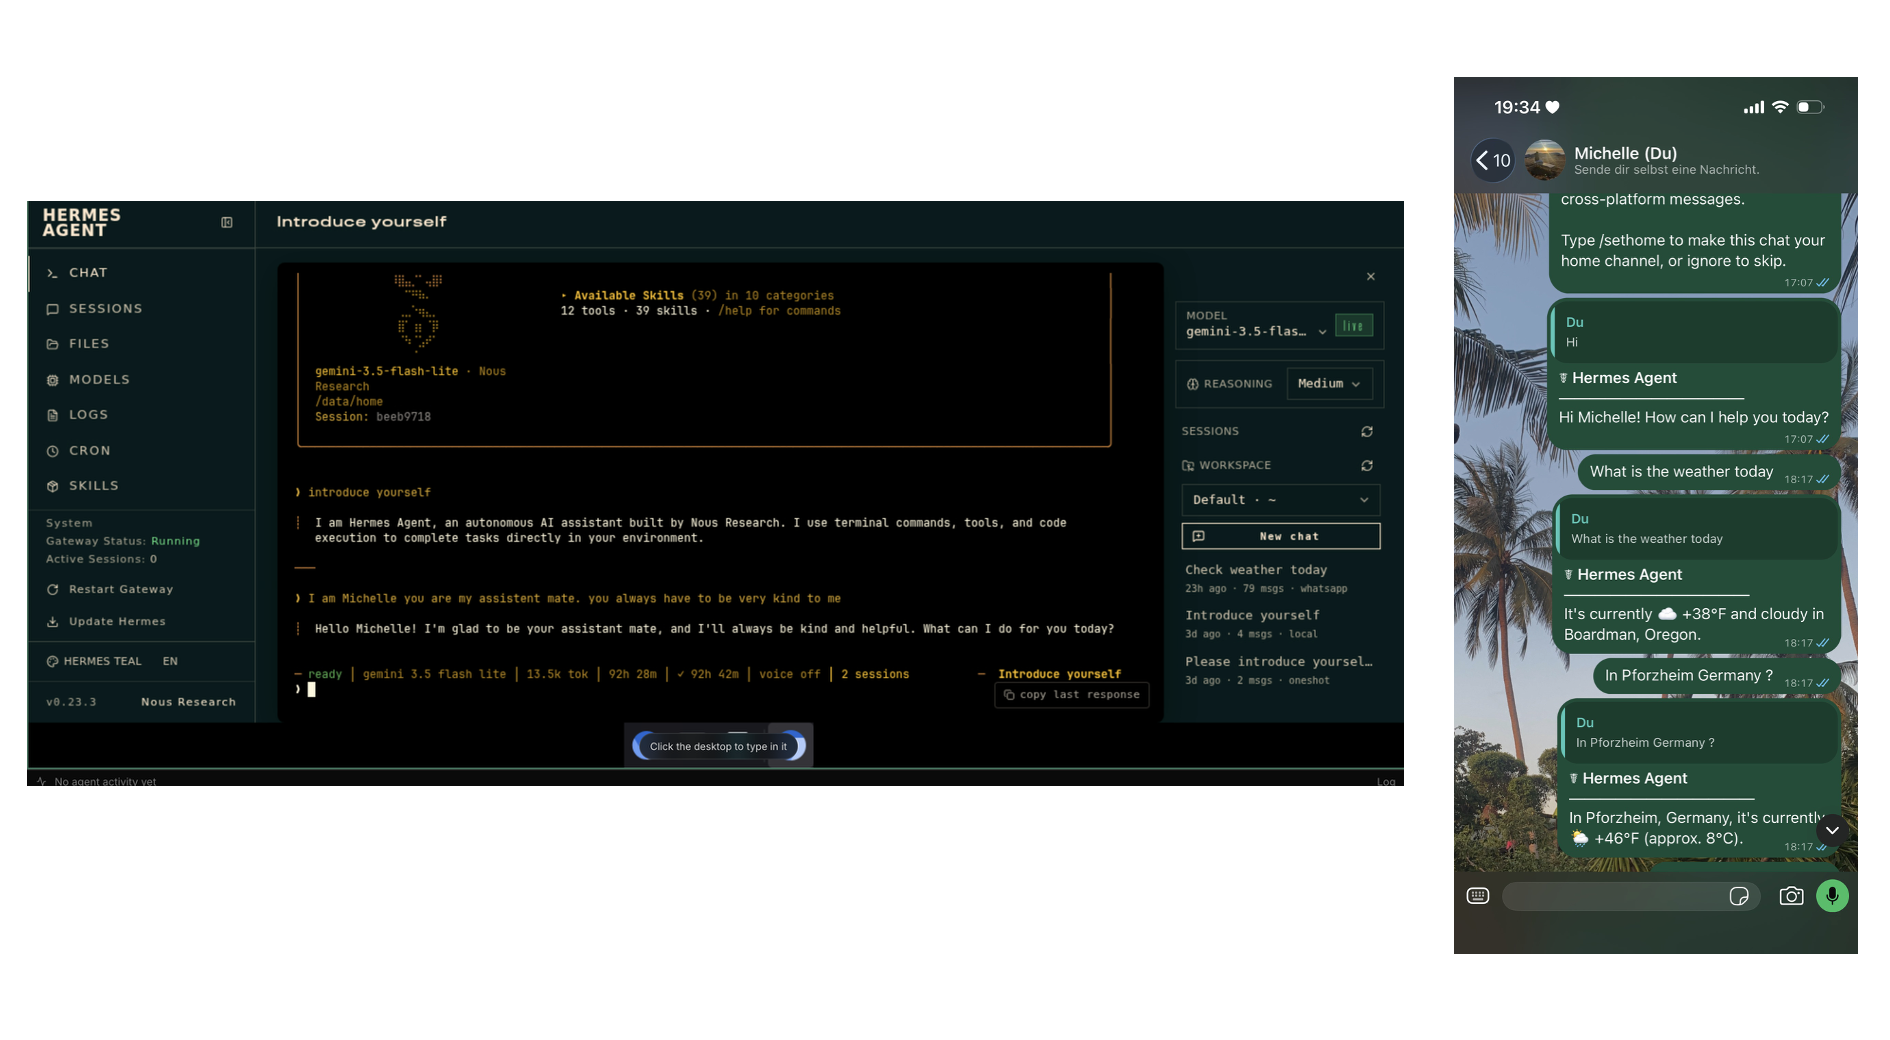 HERMES
AGENT
CHAT
SESSIONS
FILES
MODELS
LOGS
CRON
SKILLS
System
Gateway Status: Running
Active Sessions: 0
Restart Gateway
Update Hermes
HERMES TEAL EN
v0.23.3 Nous Research
Introduce yourself
‣ Available Skills (39) in 10 categories
12 tools · 39 skills · /help for commands
gemini-3.5-flash-lite · Nous
Research
/data/home
Session: beeb9718
❯ introduce yourself
I am Hermes Agent, an autonomous AI assistant built by Nous Research. I use terminal commands, tools, and code
execution to complete tasks directly in your environment.
❯ I am Michelle you are my assistent mate. you always have to be very kind to me
Hello Michelle! I'm glad to be your assistant mate, and I'll always be kind and helpful. What can I do for you today?
─ ready │ gemini 3.5 flash lite │ 13.5k tok │ 92h 28m │ ✓ 92h 42m │ voice off │ 2 sessions ─ Introduce yourself
❯
copy last response
MODEL
gemini-3.5-flas… live
REASONING Medium
SESSIONS
WORKSPACE
Default · ~
New chat
Check weather today
23h ago · 79 msgs · whatsapp
Introduce yourself
3d ago · 4 msgs · local
Please introduce yoursel…
3d ago · 2 msgs · oneshot
Click the desktop to type in it
No agent activity yet Log
19:34
10
Michelle (Du)
Sende dir selbst eine Nachricht.
cross-platform messages.
Type /sethome to make this chat your
home channel, or ignore to skip.
17:07
Du
Hi
Hermes Agent
Hi Michelle! How can I help you today?
17:07
What is the weather today 18:17
Du
What is the weather today
Hermes Agent
It's currently ☁️ +38°F and cloudy in
Boardman, Oregon.
18:17
In Pforzheim Germany ? 18:17
Du
In Pforzheim Germany ?
Hermes Agent
In Pforzheim, Germany, it's currently
🌦️ +46°F (approx. 8°C).
18:17